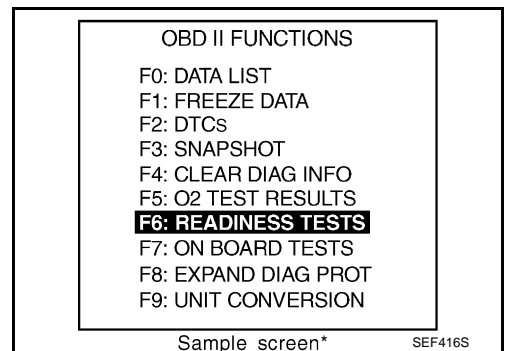 OBD II FUNCTIONS
F0: DATA LIST
F1: FREEZE DATA
F2: DTCs
F3: SNAPSHOT
F4: CLEAR DIAG INFO
F5: O2 TEST RESULTS
F6: READINESS TESTS
F7: ON BOARD TESTS
F8: EXPAND DIAG PROT
F9: UNIT CONVERSION
Sample screen* SEF416S